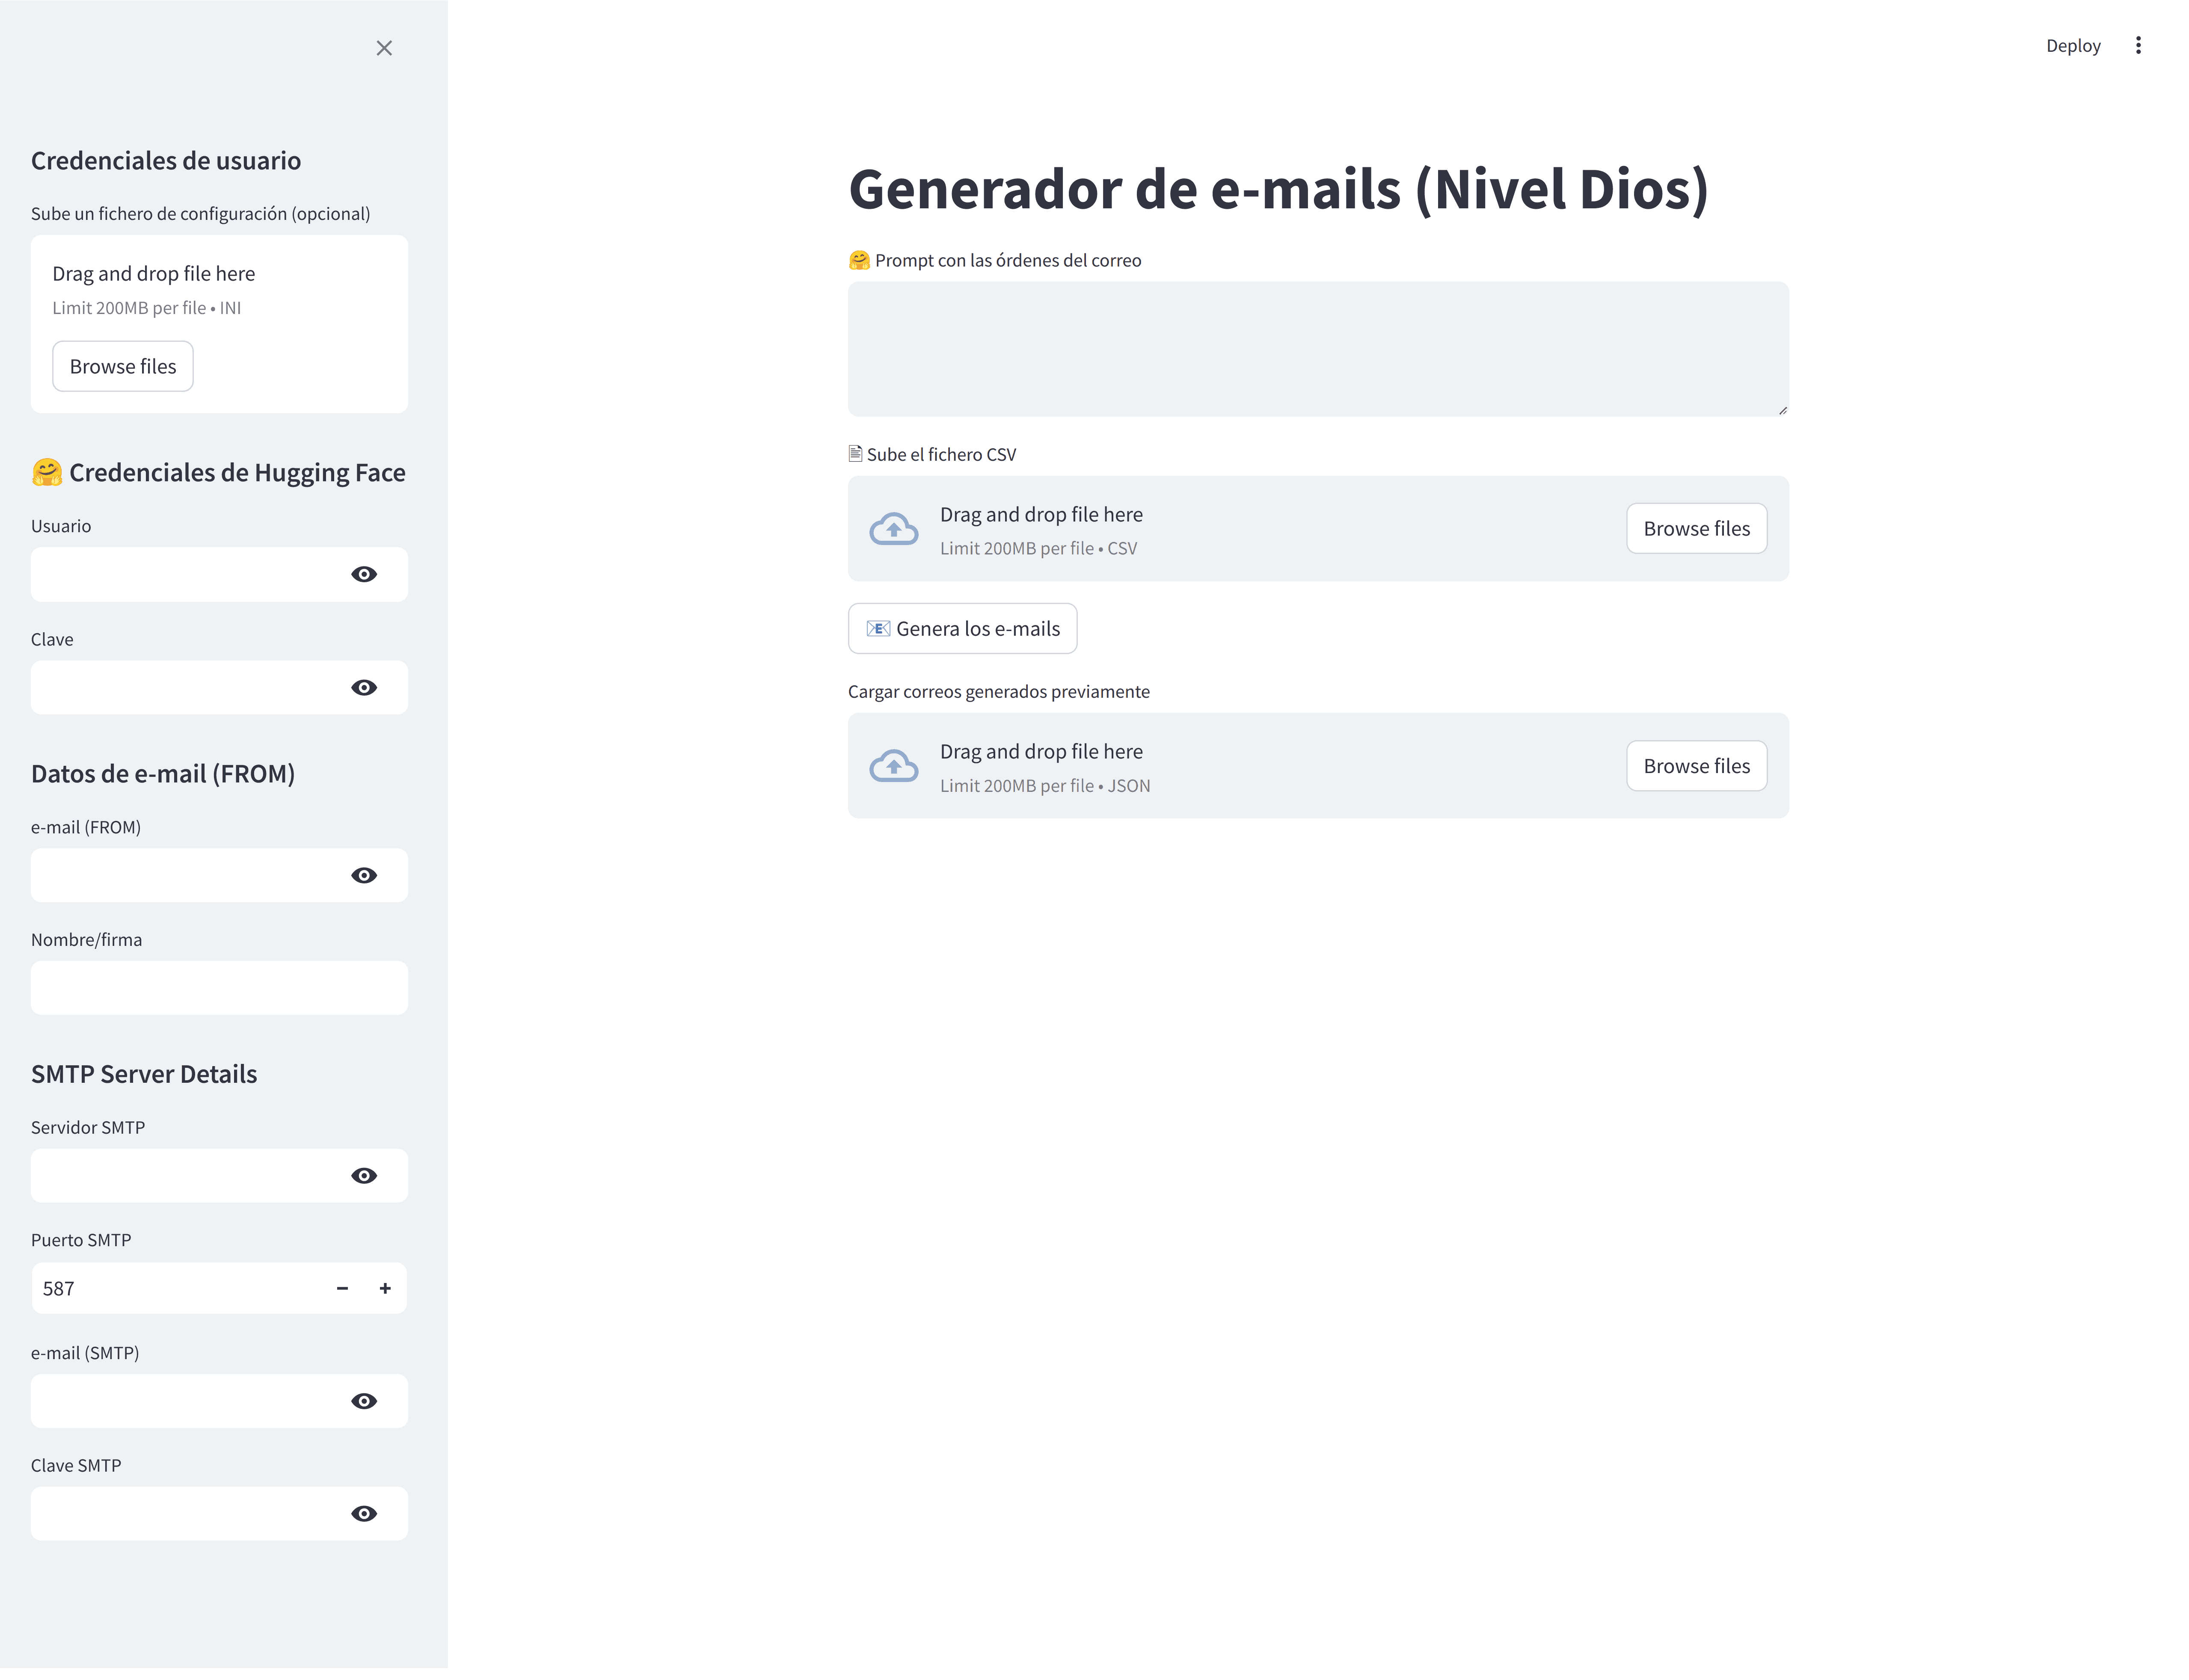 Deploy
Credenciales de usuario
Sube un fichero de configuración (opcional)
Drag and drop file here
Limit 200MB per file • INI
Browse files
🤗 Credenciales de Hugging Face
Usuario
Clave
Datos de e-mail (FROM)
e-mail (FROM)
Nombre/firma
SMTP Server Details
Servidor SMTP
Puerto SMTP
587
e-mail (SMTP)
Clave SMTP
Generador de e-mails (Nivel Dios)
🤗 Prompt con las órdenes del correo
Sube el fichero CSV
Drag and drop file here
Limit 200MB per file • CSV
Browse files
📧 Genera los e-mails
Cargar correos generados previamente
Drag and drop file here
Limit 200MB per file • JSON
Browse files